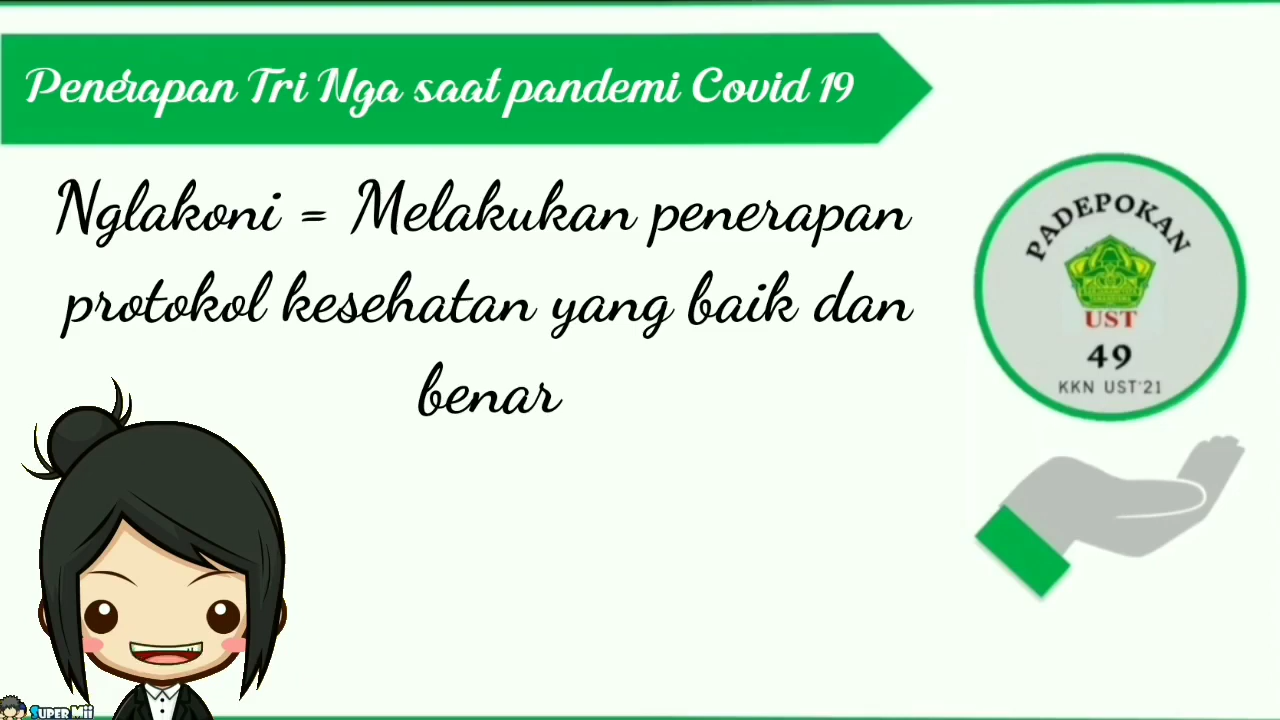 Penerapan Tri Nga saat pandemi Covid 19
Nglakoni = Melakukan penerapan
protokol kesehatan yang baik dan
benar
PADEPOKAN
UST
49
KKN UST'21
SUPER Mii